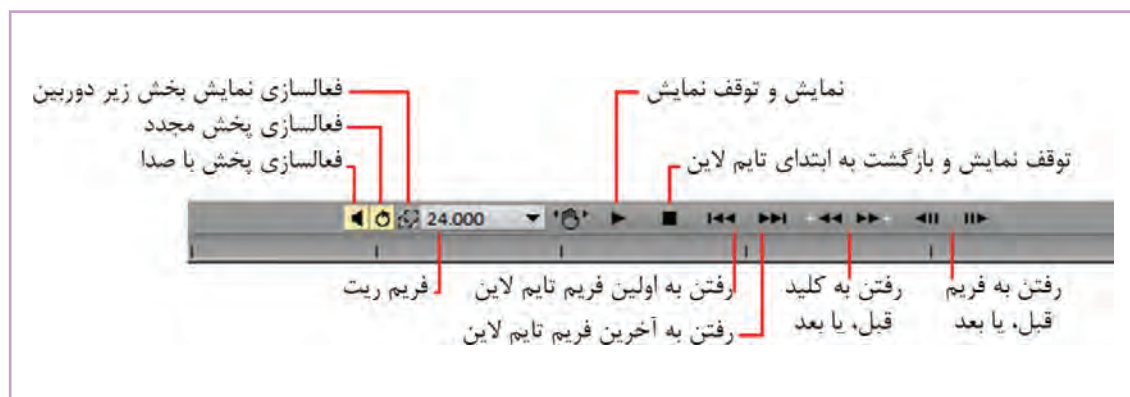 فعالسازی نمایش بخش زیر دوربین
فعالسازی پخش مجدد
فعالسازی پخش با صدا
نمایش و توقف نمایش
توقف نمایش و بازگشت به ابتدای تایم لاین
24.000
رفتن به فریم
قبل، یا بعد
رفتن به کلید
قبل، یا بعد
رفتن به اولین فریم تایم لاین
رفتن به آخرین فریم تایم لاین
فریم ریت